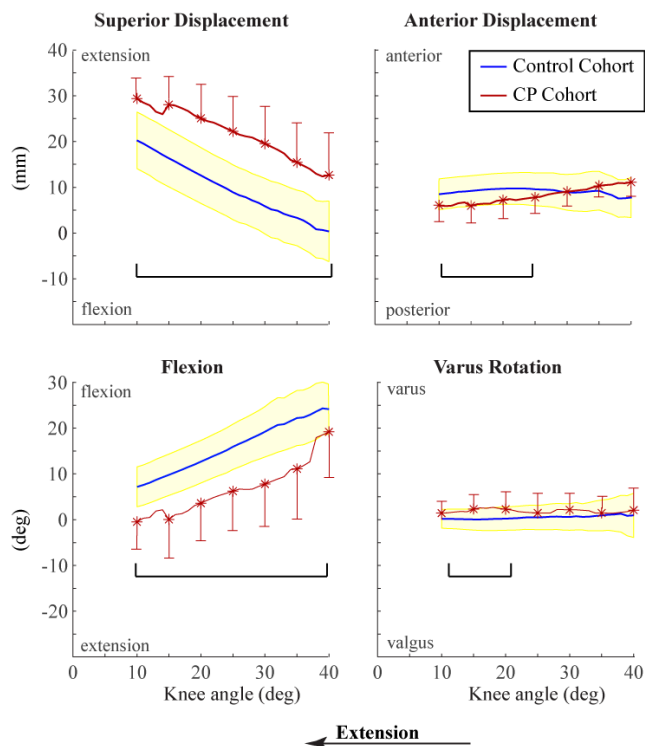 Superior Displacement
Anterior Displacement
40
30
20
10
0
-10
(mm)
extension
flexion
anterior
posterior
Control Cohort
CP Cohort
Flexion
Varus Rotation
30
20
10
0
-10
-20
(deg)
flexion
extension
varus
valgus
0 10 20 30 40
0 10 20 30 40
Knee angle (deg)
Knee angle (deg)
Extension